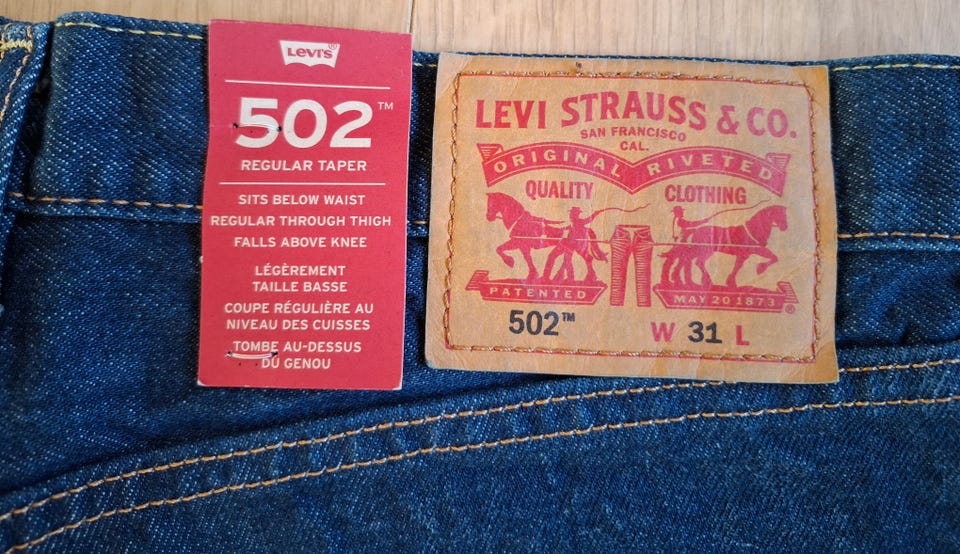 LEVI'S®
502™
REGULAR TAPER
SITS BELOW WAIST
REGULAR THROUGH THIGH
FALLS ABOVE KNEE
LÉGÈREMENT
TAILLE BASSE
COUPE RÉGULIÈRE AU
NIVEAU DES CUISSES
TOMBE AU-DESSUS
DU GENOU
LEVI STRAUSS & CO.
SAN FRANCISCO
CAL.
ORIGINAL RIVETED
QUALITY CLOTHING
PATENTED MAY 20 1873 ®
502™ W 31 L